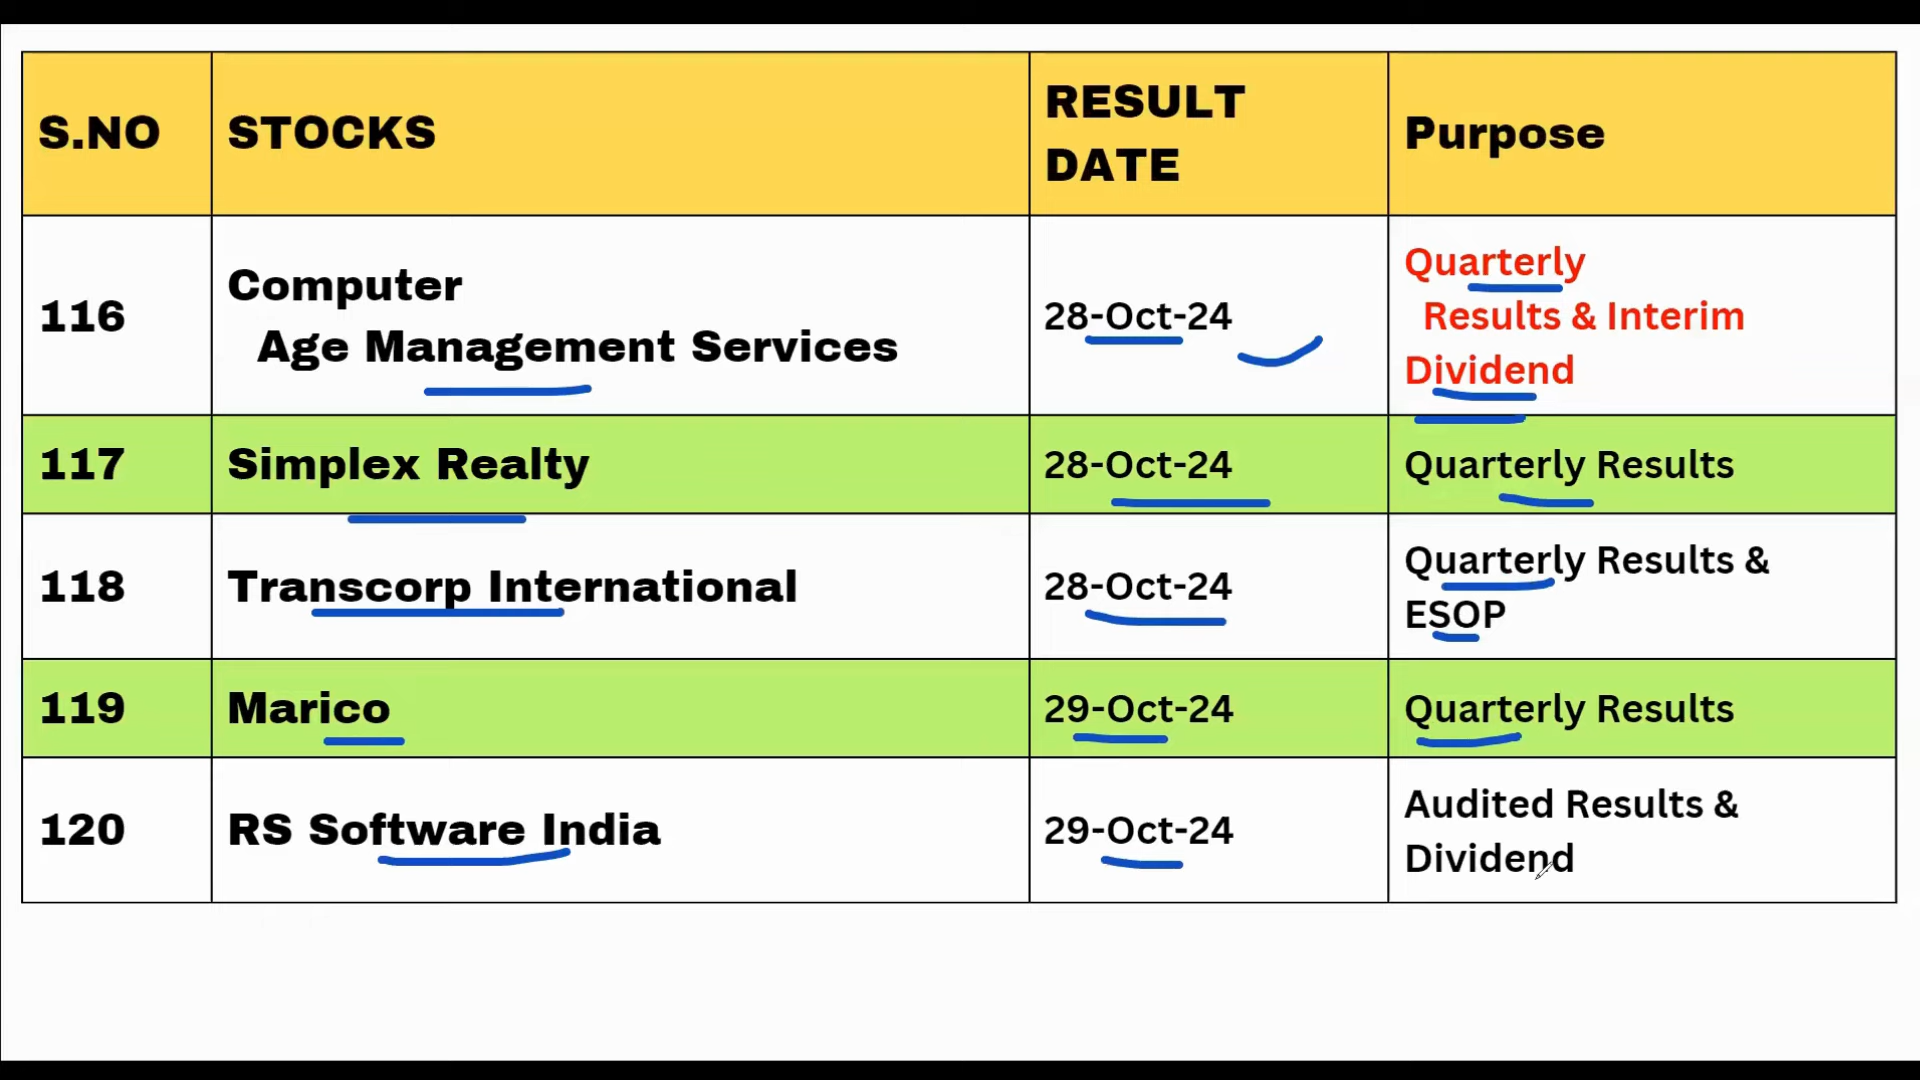 S.NO STOCKS RESULT DATE Purpose
116 Computer Age Management Services 28-Oct-24 Quarterly Results & Interim Dividend
117 Simplex Realty 28-Oct-24 Quarterly Results
118 Transcorp International 28-Oct-24 Quarterly Results & ESOP
119 Marico 29-Oct-24 Quarterly Results
120 RS Software India 29-Oct-24 Audited Results & Dividend